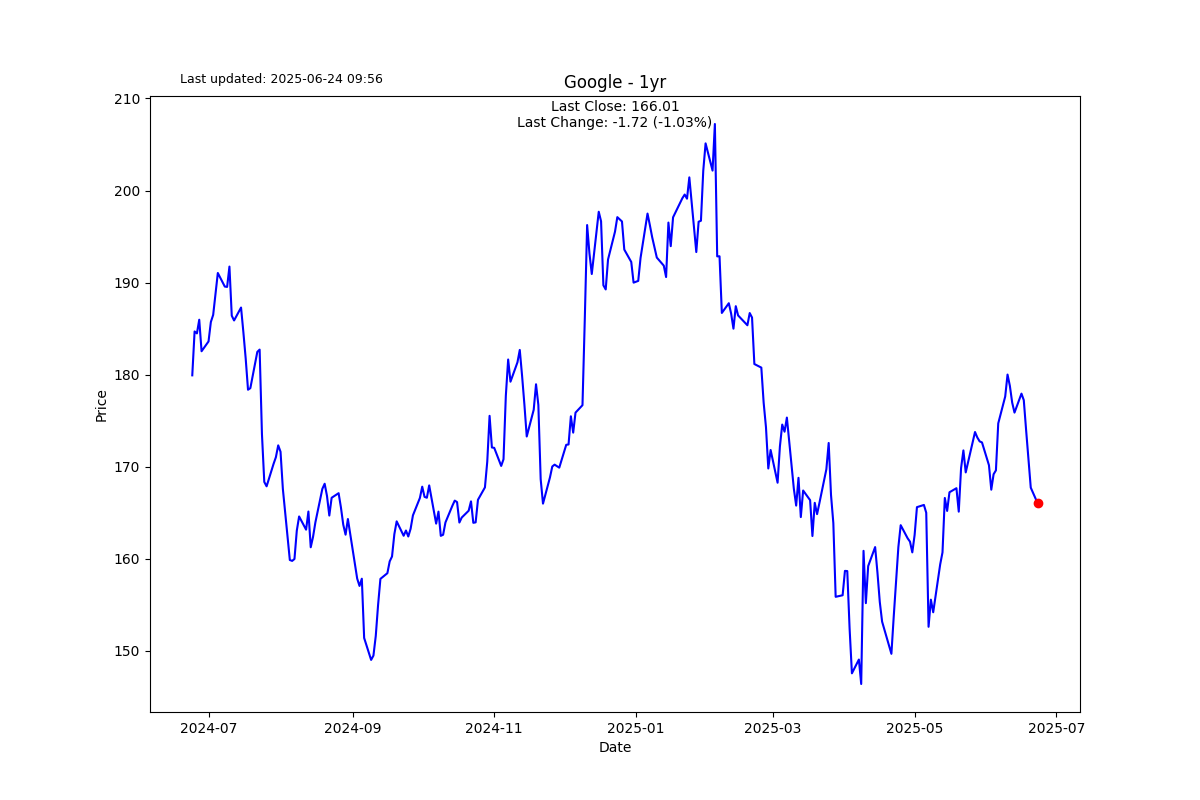 Last updated: 2025-06-24 09:56
Google - 1yr
Last Close: 166.01
Last Change: -1.72 (-1.03%)
210
200
190
180
170
160
150
Price
2024-07
2024-09
2024-11
2025-01
2025-03
2025-05
2025-07
Date